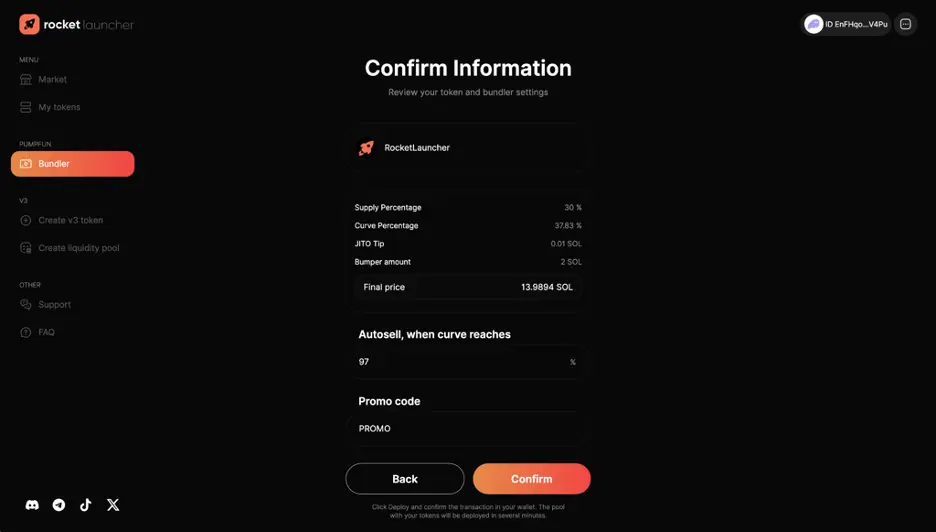 rocket launcher
ID EnFHqo...V4Pu
MENU
Market
My tokens
PUMPFUN
Bundler
V3
Create v3 token
Create liquidity pool
OTHER
Support
FAQ
Confirm Information
Review your token and bundler settings
RocketLauncher
Supply Percentage 30 %
Curve Percentage 37.83 %
JITO Tip 0.01 SOL
Bumper amount 2 SOL
Final price 13.9894 SOL
Autosell, when curve reaches
97 %
Promo code
PROMO
Back Confirm
Click Deploy and confirm the transaction in your wallet. The pool
with your tokens will be deployed in several minutes.